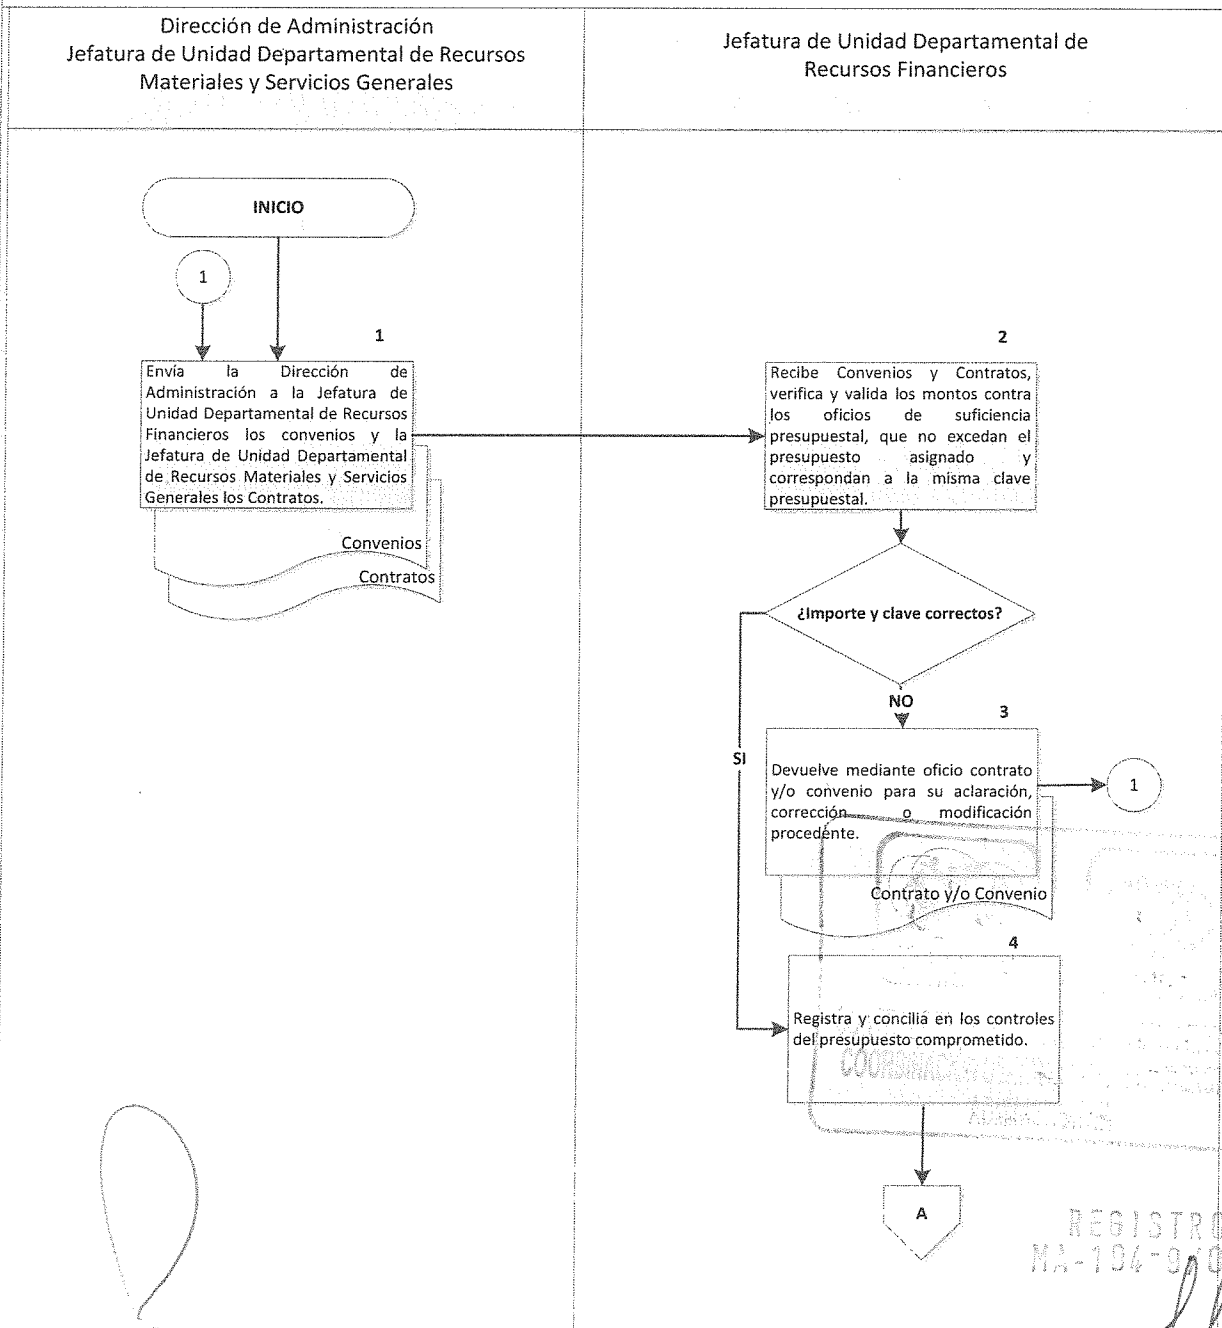 Dirección de Administración
Jefatura de Unidad Departamental de Recursos
Materiales y Servicios Generales
Jefatura de Unidad Departamental de
Recursos Financieros
INICIO
1
1
Envía la Dirección de
Administración a la Jefatura de
Unidad Departamental de Recursos
Financieros los convenios y la
Jefatura de Unidad Departamental
de Recursos Materiales y Servicios
Generales los Contratos.
Convenios
Contratos
2
Recibe Convenios y Contratos,
verifica y valida los montos contra
los oficios de suficiencia
presupuestal, que no excedan el
presupuesto asignado y
correspondan a la misma clave
presupuestal.
¿Importe y clave correctos?
NO
SI
3
Devuelve mediante oficio contrato
y/o convenio para su aclaración,
corrección o modificación
procedente.
1
Contrato y/o Convenio
4
Registra y concilia en los controles
del presupuesto comprometido.
A
REGISTRO